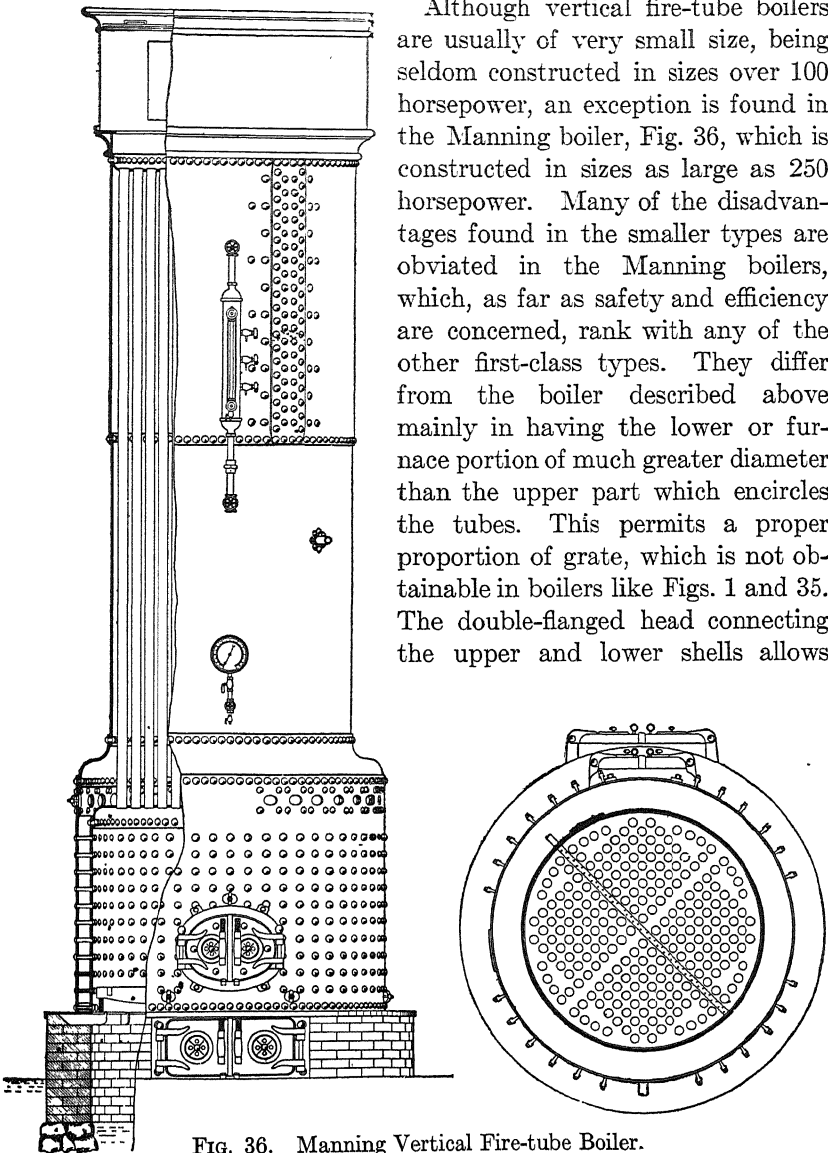 Although vertical fire-tube boilers
are usually of very small size, being
seldom constructed in sizes over 100
horsepower, an exception is found in
the Manning boiler, Fig. 36, which is
constructed in sizes as large as 250
horsepower. Many of the disadvan-
tages found in the smaller types are
obviated in the Manning boilers,
which, as far as safety and efficiency
are concerned, rank with any of the
other first-class types. They differ
from the boiler described above
mainly in having the lower or fur-
nace portion of much greater diameter
than the upper part which encircles
the tubes. This permits a proper
proportion of grate, which is not ob-
tainable in boilers like Figs. 1 and 35.
The double-flanged head connecting
the upper and lower shells allows
Fig. 36. Manning Vertical Fire-tube Boiler.